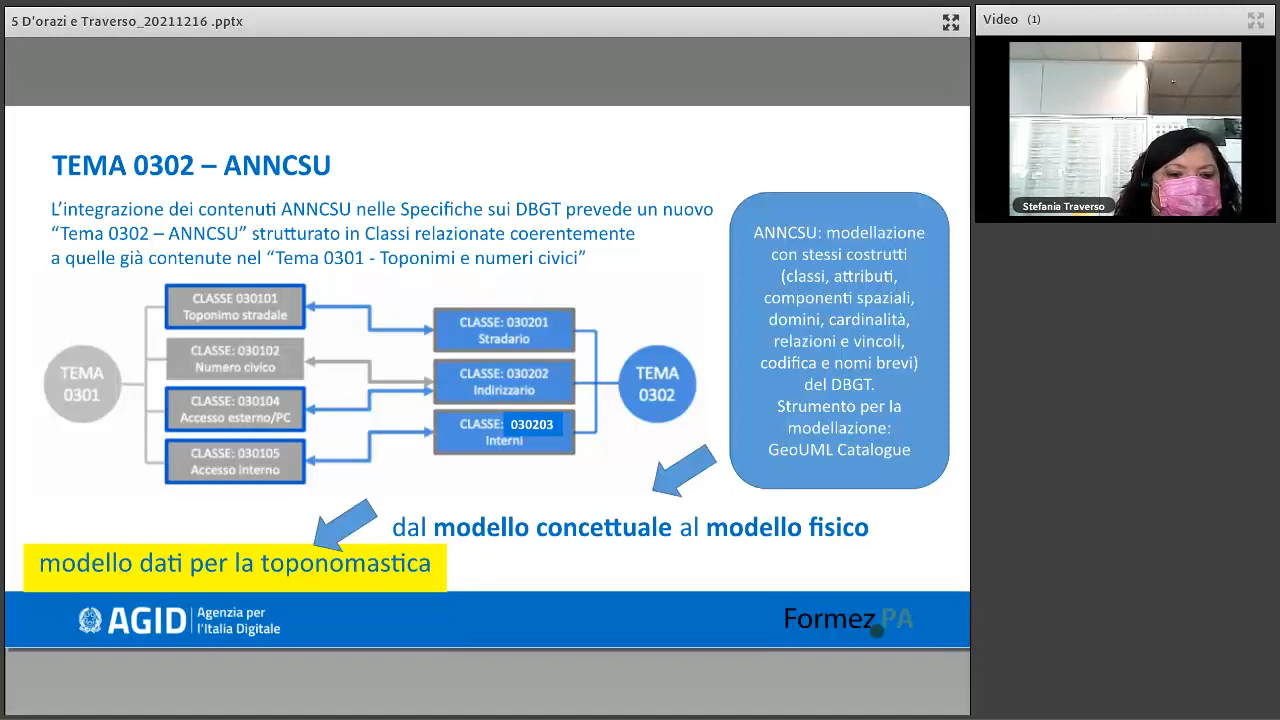 5 D'orazi e Traverso_20211216 .pptx
Video (1)
Stefania Traverso
TEMA 0302 – ANNCSU
L'integrazione dei contenuti ANNCSU nelle Specifiche sui DBGT prevede un nuovo
“Tema 0302 – ANNCSU” strutturato in Classi relazionate coerentemente
a quelle già contenute nel “Tema 0301 - Toponimi e numeri civici”
TEMA
0301
CLASSE 030101
Toponimo stradale
CLASSE: 030102
Numero civico
CLASSE: 030104
Accesso esterno/PC
CLASSE: 030105
Accesso interno
CLASSE: 030201
Stradario
CLASSE: 030202
Indirizzario
CLASSE: 030203
Interni
TEMA
0302
ANNCSU: modellazione
con stessi costrutti
(classi, attributi,
componenti spaziali,
domini, cardinalità,
relazioni e vincoli,
codifica e nomi brevi)
del DBGT.
Strumento per la
modellazione:
GeoUML Catalogue
dal modello concettuale al modello fisico
modello dati per la toponomastica
AGID
Agenzia per
l'Italia Digitale
Formez PA